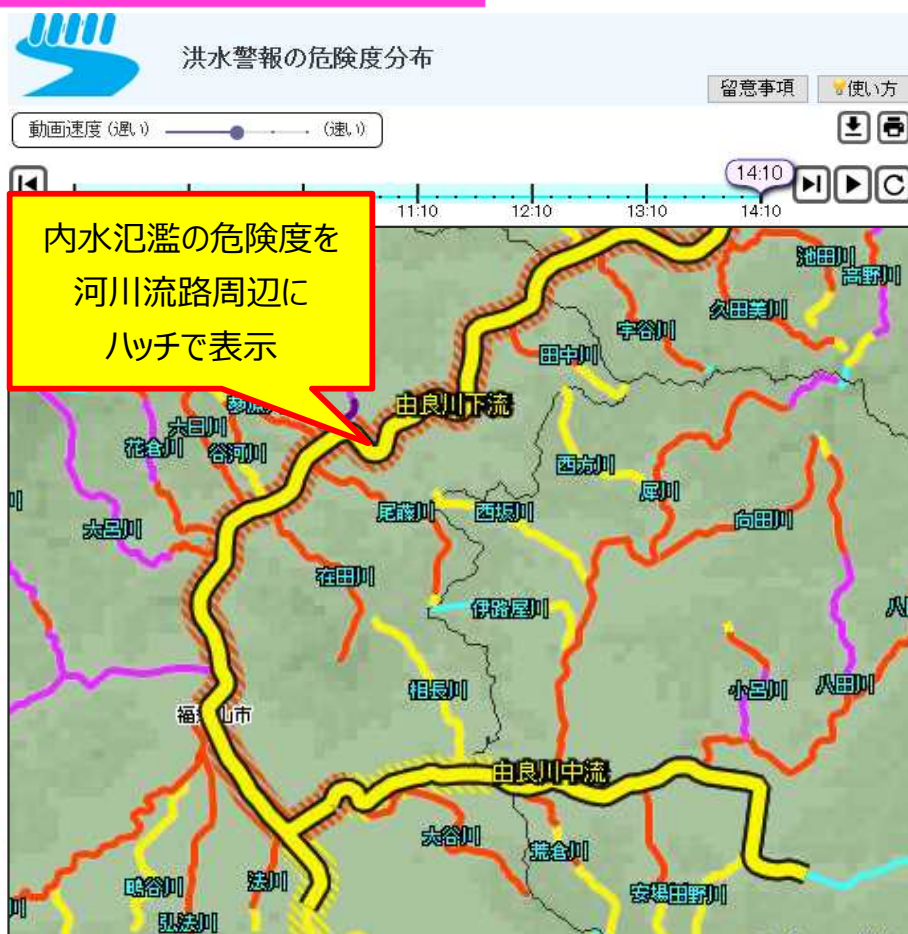 洪水警報の危険度分布
留意事項
使い方
動画速度 (遅い)
(速い)
14:10
11:10
12:10
13:10
14:10
内水氾濫の危険度を
河川流路周辺に
ハッチで表示
池田川
高野川
久田美川
宇谷川
田中川
由良川下流
大日川
花倉川
谷河川
西方川
犀川
尾藤川
西坂川
向田川
大呂川
在田川
伊路屋川
八
相長川
小呂川
八田川
山市
由良川中流
大谷川
荒倉川
安場田野川
鴫谷川
法川
弘法川
川
川